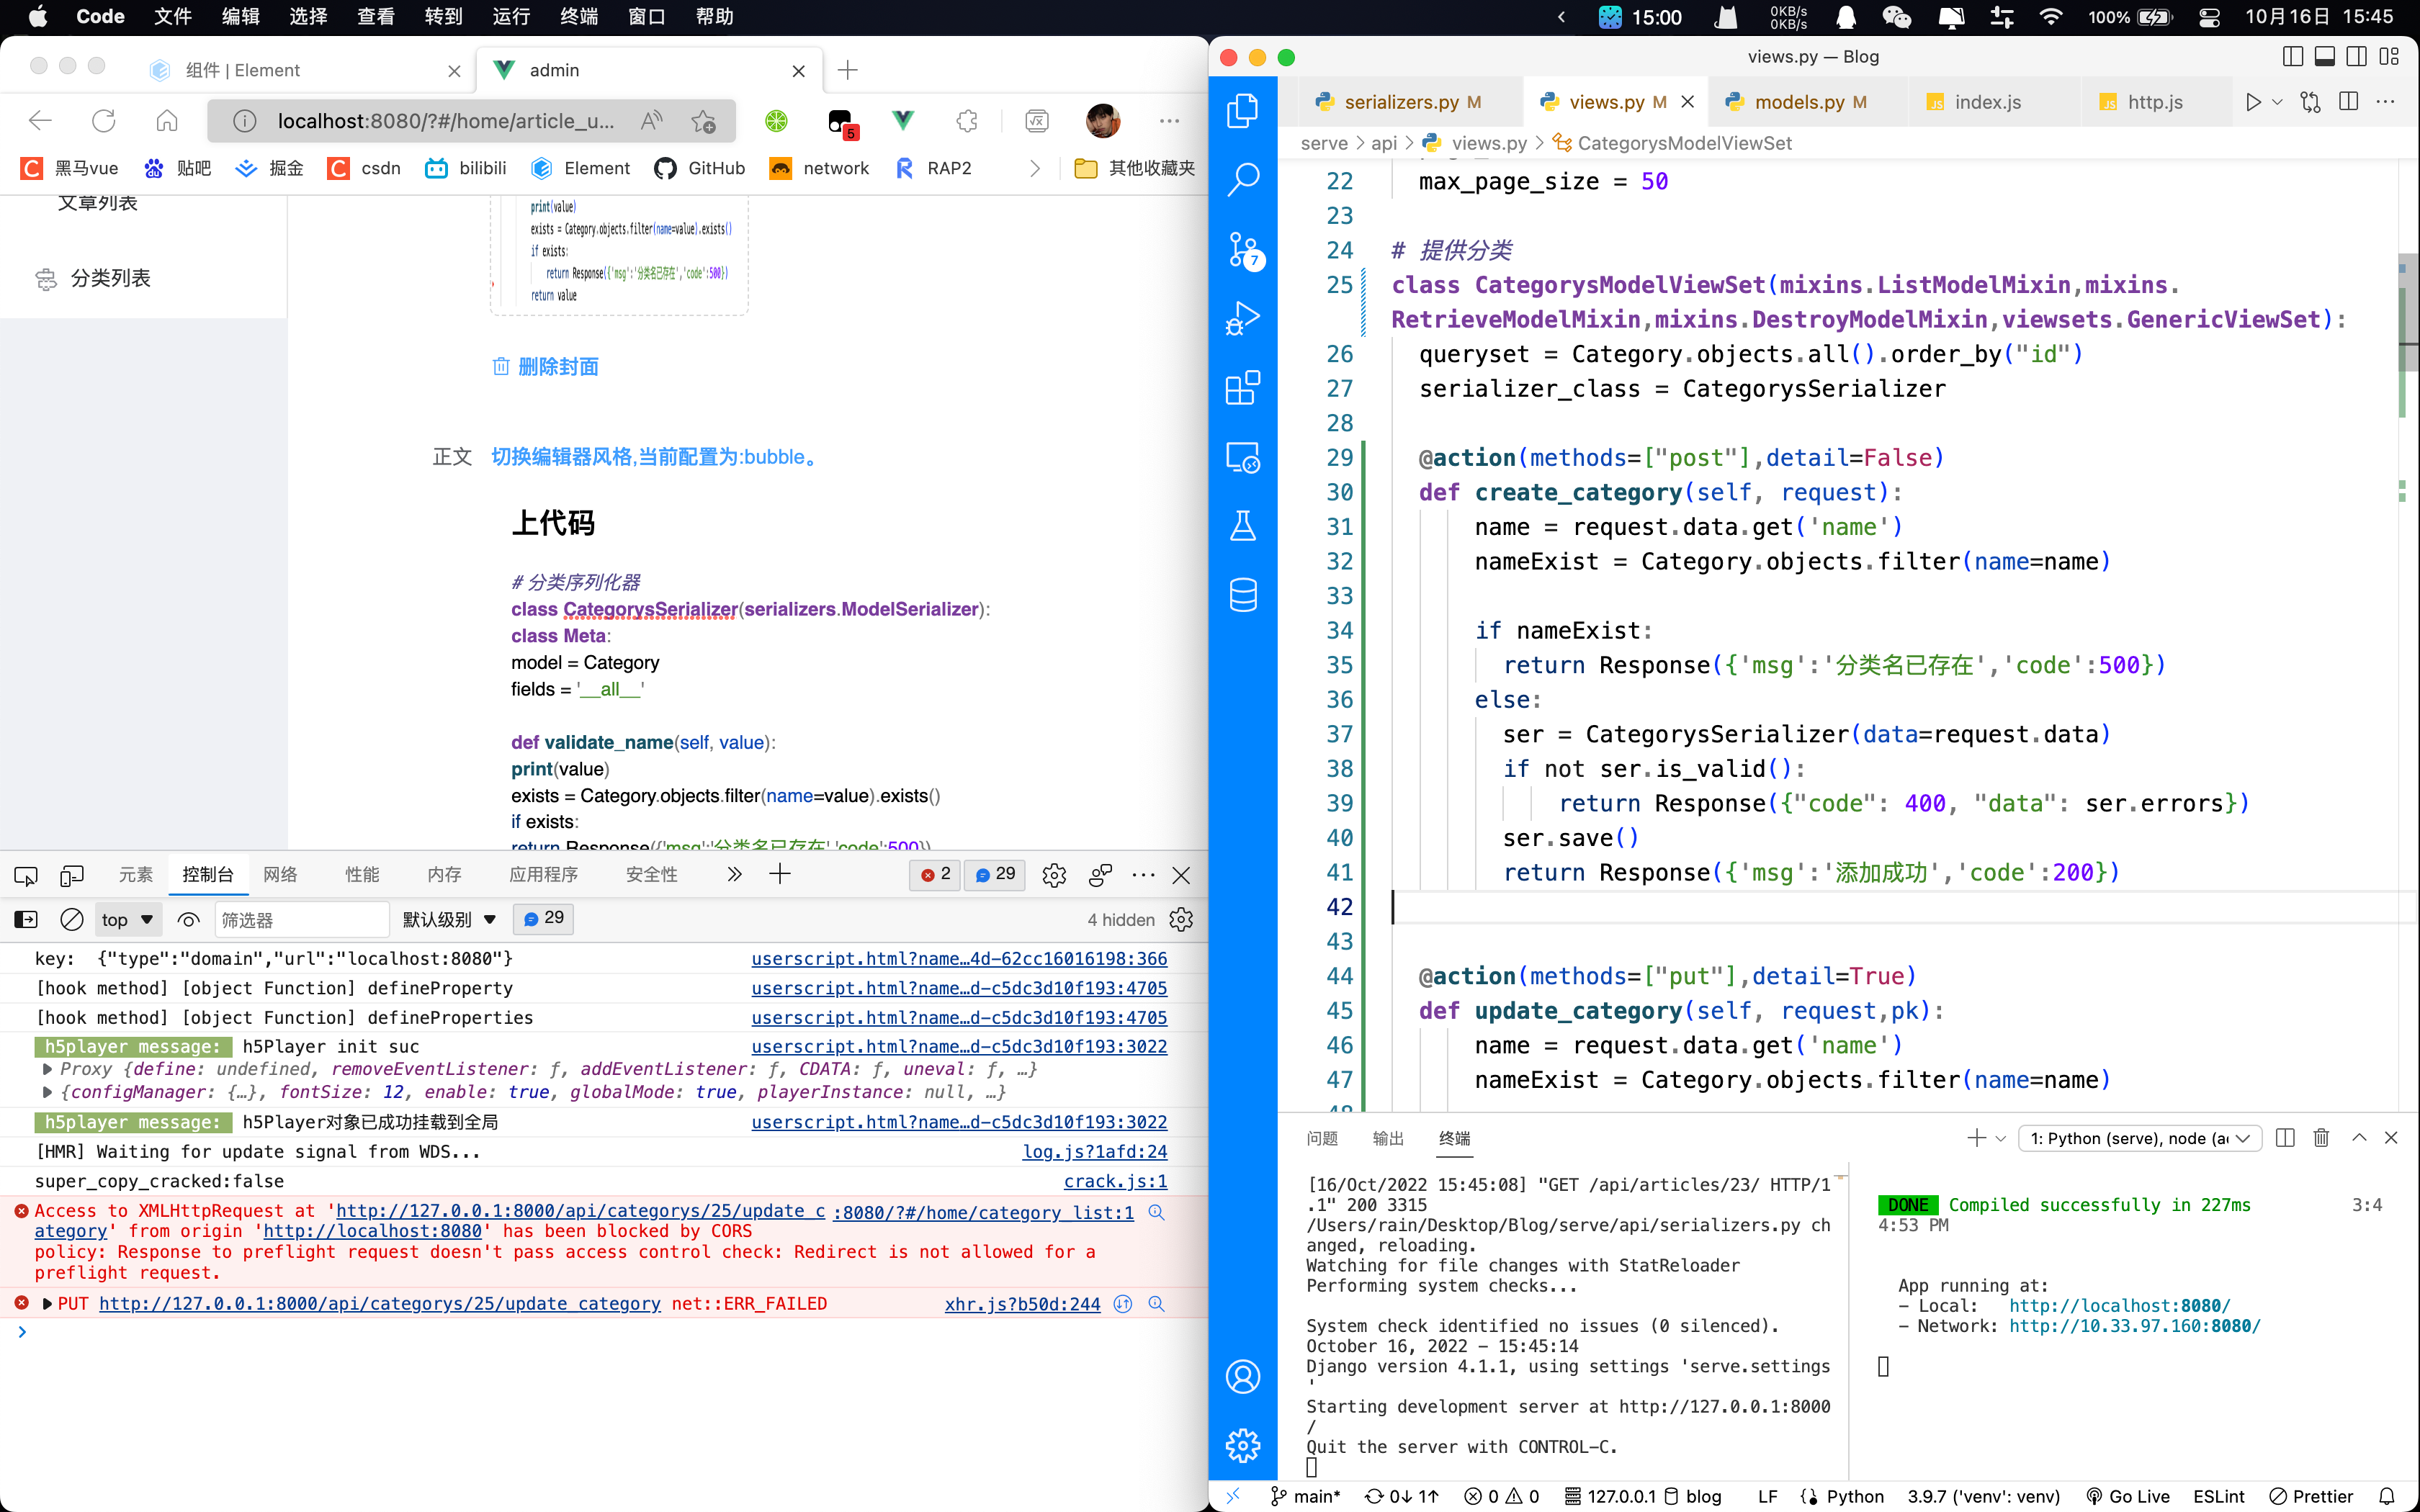 Code 文件 编辑 选择 查看 转到 运行 终端 窗口 帮助
15:00 0KB/s 0KB/s 100% 10月16日 15:45
组件 | Element
admin
localhost:8080/?#/home/article_u...
5
黑马vue 贴吧 掘金 csdn bilibili Element GitHub network RAP2 其他收藏夹
文章列表
分类列表
print(value)
exists = Category.objects.filter(name=value).exists()
if exists:
return Response({'msg':'分类名已存在','code':500})
return value
删除封面
正文 切换编辑器风格,当前配置为:bubble。
上代码
# 分类序列化器
class CategorysSerializer(serializers.ModelSerializer):
class Meta:
model = Category
fields = '__all__'
def validate_name(self, value):
print(value)
exists = Category.objects.filter(name=value).exists()
if exists:
return Response({'msg':'分类名已存在','code':500})
元素 控制台 网络 性能 内存 应用程序 安全性 2 29
top 筛选器 默认级别 29 4 hidden
key: {"type":"domain","url":"localhost:8080"} userscript.html?name…4d-62cc16016198:366
[hook method] [object Function] defineProperty userscript.html?name…d-c5dc3d10f193:4705
[hook method] [object Function] defineProperties userscript.html?name…d-c5dc3d10f193:4705
h5player message: h5Player init suc userscript.html?name…d-c5dc3d10f193:3022
Proxy {define: undefined, removeEventListener: ƒ, addEventListener: ƒ, CDATA: ƒ, uneval: ƒ, …}
{configManager: {…}, fontSize: 12, enable: true, globalMode: true, playerInstance: null, …}
h5player message: h5Player对象已成功挂载到全局 userscript.html?name…d-c5dc3d10f193:3022
[HMR] Waiting for update signal from WDS... log.js?1afd:24
super_copy_cracked:false crack.js:1
Access to XMLHttpRequest at 'http://127.0.0.1:8000/api/categorys/25/update_c :8080/?#/home/category_list:1
ategory' from origin 'http://localhost:8080' has been blocked by CORS
policy: Response to preflight request doesn't pass access control check: Redirect is not allowed for a
preflight request.
PUT http://127.0.0.1:8000/api/categorys/25/update_category net::ERR_FAILED xhr.js?b50d:244
views.py — Blog
serializers.py M views.py M models.py M index.js http.js
serve > api > views.py > CategorysModelViewSet
7
22 max_page_size = 50
23
24 # 提供分类
25 class CategorysModelViewSet(mixins.ListModelMixin,mixins.
RetrieveModelMixin,mixins.DestroyModelMixin,viewsets.GenericViewSet):
26 queryset = Category.objects.all().order_by("id")
27 serializer_class = CategorysSerializer
28
29 @action(methods=["post"],detail=False)
30 def create_category(self, request):
31 name = request.data.get('name')
32 nameExist = Category.objects.filter(name=name)
33
34 if nameExist:
35 return Response({'msg':'分类名已存在','code':500})
36 else:
37 ser = CategorysSerializer(data=request.data)
38 if not ser.is_valid():
39 return Response({"code": 400, "data": ser.errors})
40 ser.save()
41 return Response({'msg':'添加成功','code':200})
42
43
44 @action(methods=["put"],detail=True)
45 def update_category(self, request,pk):
46 name = request.data.get('name')
47 nameExist = Category.objects.filter(name=name)
48
问题 输出 终端 1: Python (serve), node (a
[16/Oct/2022 15:45:08] "GET /api/articles/23/ HTTP/1
.1" 200 3315
/Users/rain/Desktop/Blog/serve/api/serializers.py ch
anged, reloading.
Watching for file changes with StatReloader
Performing system checks...
System check identified no issues (0 silenced).
October 16, 2022 - 15:45:14
Django version 4.1.1, using settings 'serve.settings
'
Starting development server at http://127.0.0.1:8000
/
Quit the server with CONTROL-C.
DONE Compiled successfully in 227ms 3:4
4:53 PM
App running at:
- Local: http://localhost:8080/
- Network: http://10.33.97.160:8080/
main* 0↓ 1↑ 0 0 127.0.0.1 blog LF Python 3.9.7 ('venv': venv) Go Live ESLint Prettier